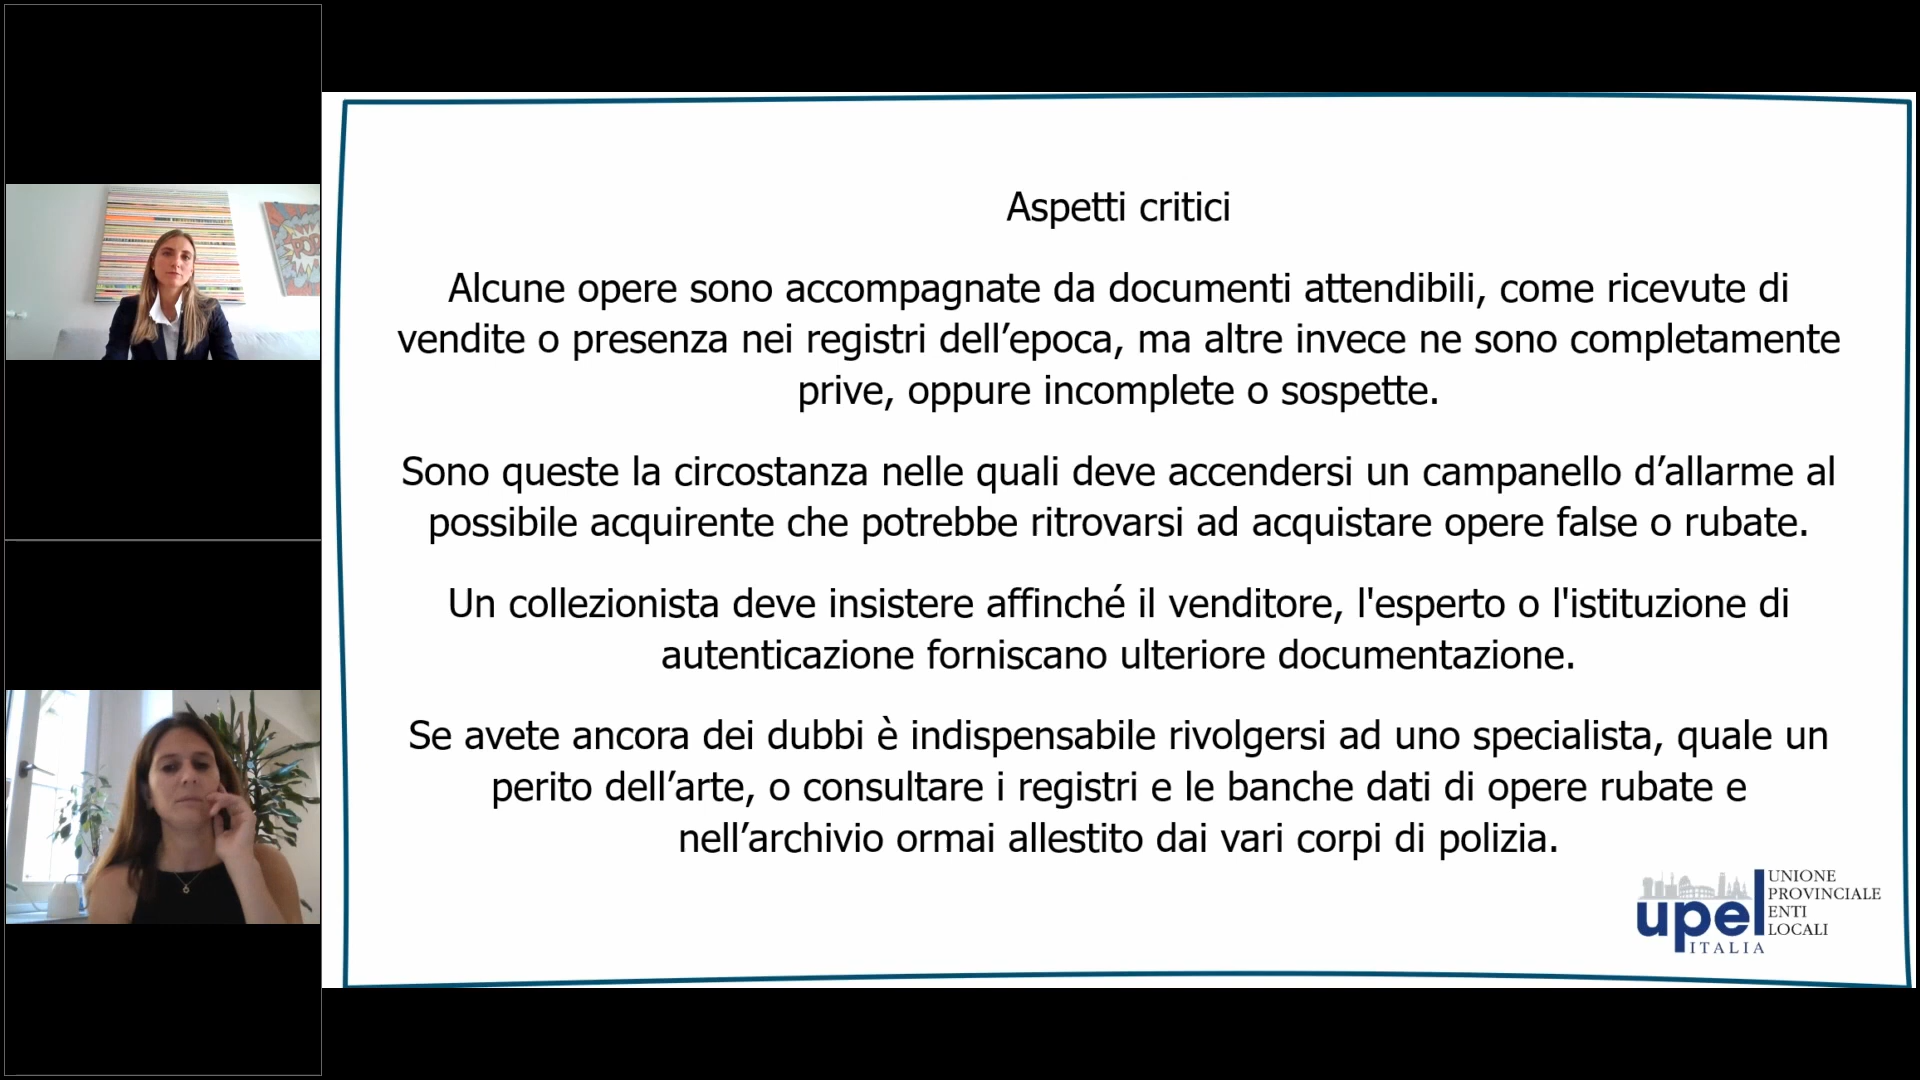 Aspetti critici
Alcune opere sono accompagnate da documenti attendibili, come ricevute di
vendite o presenza nei registri dell’epoca, ma altre invece ne sono completamente
prive, oppure incomplete o sospette.
Sono queste la circostanza nelle quali deve accendersi un campanello d’allarme al
possibile acquirente che potrebbe ritrovarsi ad acquistare opere false o rubate.
Un collezionista deve insistere affinché il venditore, l'esperto o l'istituzione di
autenticazione forniscano ulteriore documentazione.
Se avete ancora dei dubbi è indispensabile rivolgersi ad uno specialista, quale un
perito dell’arte, o consultare i registri e le banche dati di opere rubate e
nell’archivio ormai allestito dai vari corpi di polizia.
upel
ITALIA
UNIONE
PROVINCIALE
ENTI
LOCALI
POP